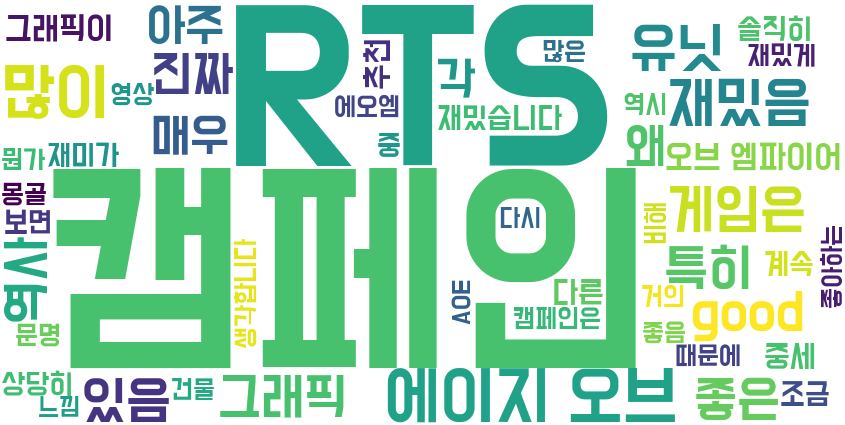 그래픽이
아주
RTS
많은
솔직히
많이
영상
진짜
추천
각
유닛
재밌게
에오엠
재밌습니다
매우
중
역시
재밌음
뭔가
재미가
왜
오브 엠파이어
몽골
보면
캠페인
다시
비해
게임은
역사
생각합니다
특히
계속
좋아하는
문명
AOE
다른
캠페인은
거의
좋음
good
때문에
중세
상당히
느낌
있음
건물
그래픽
에이지 오브
좋은
조금